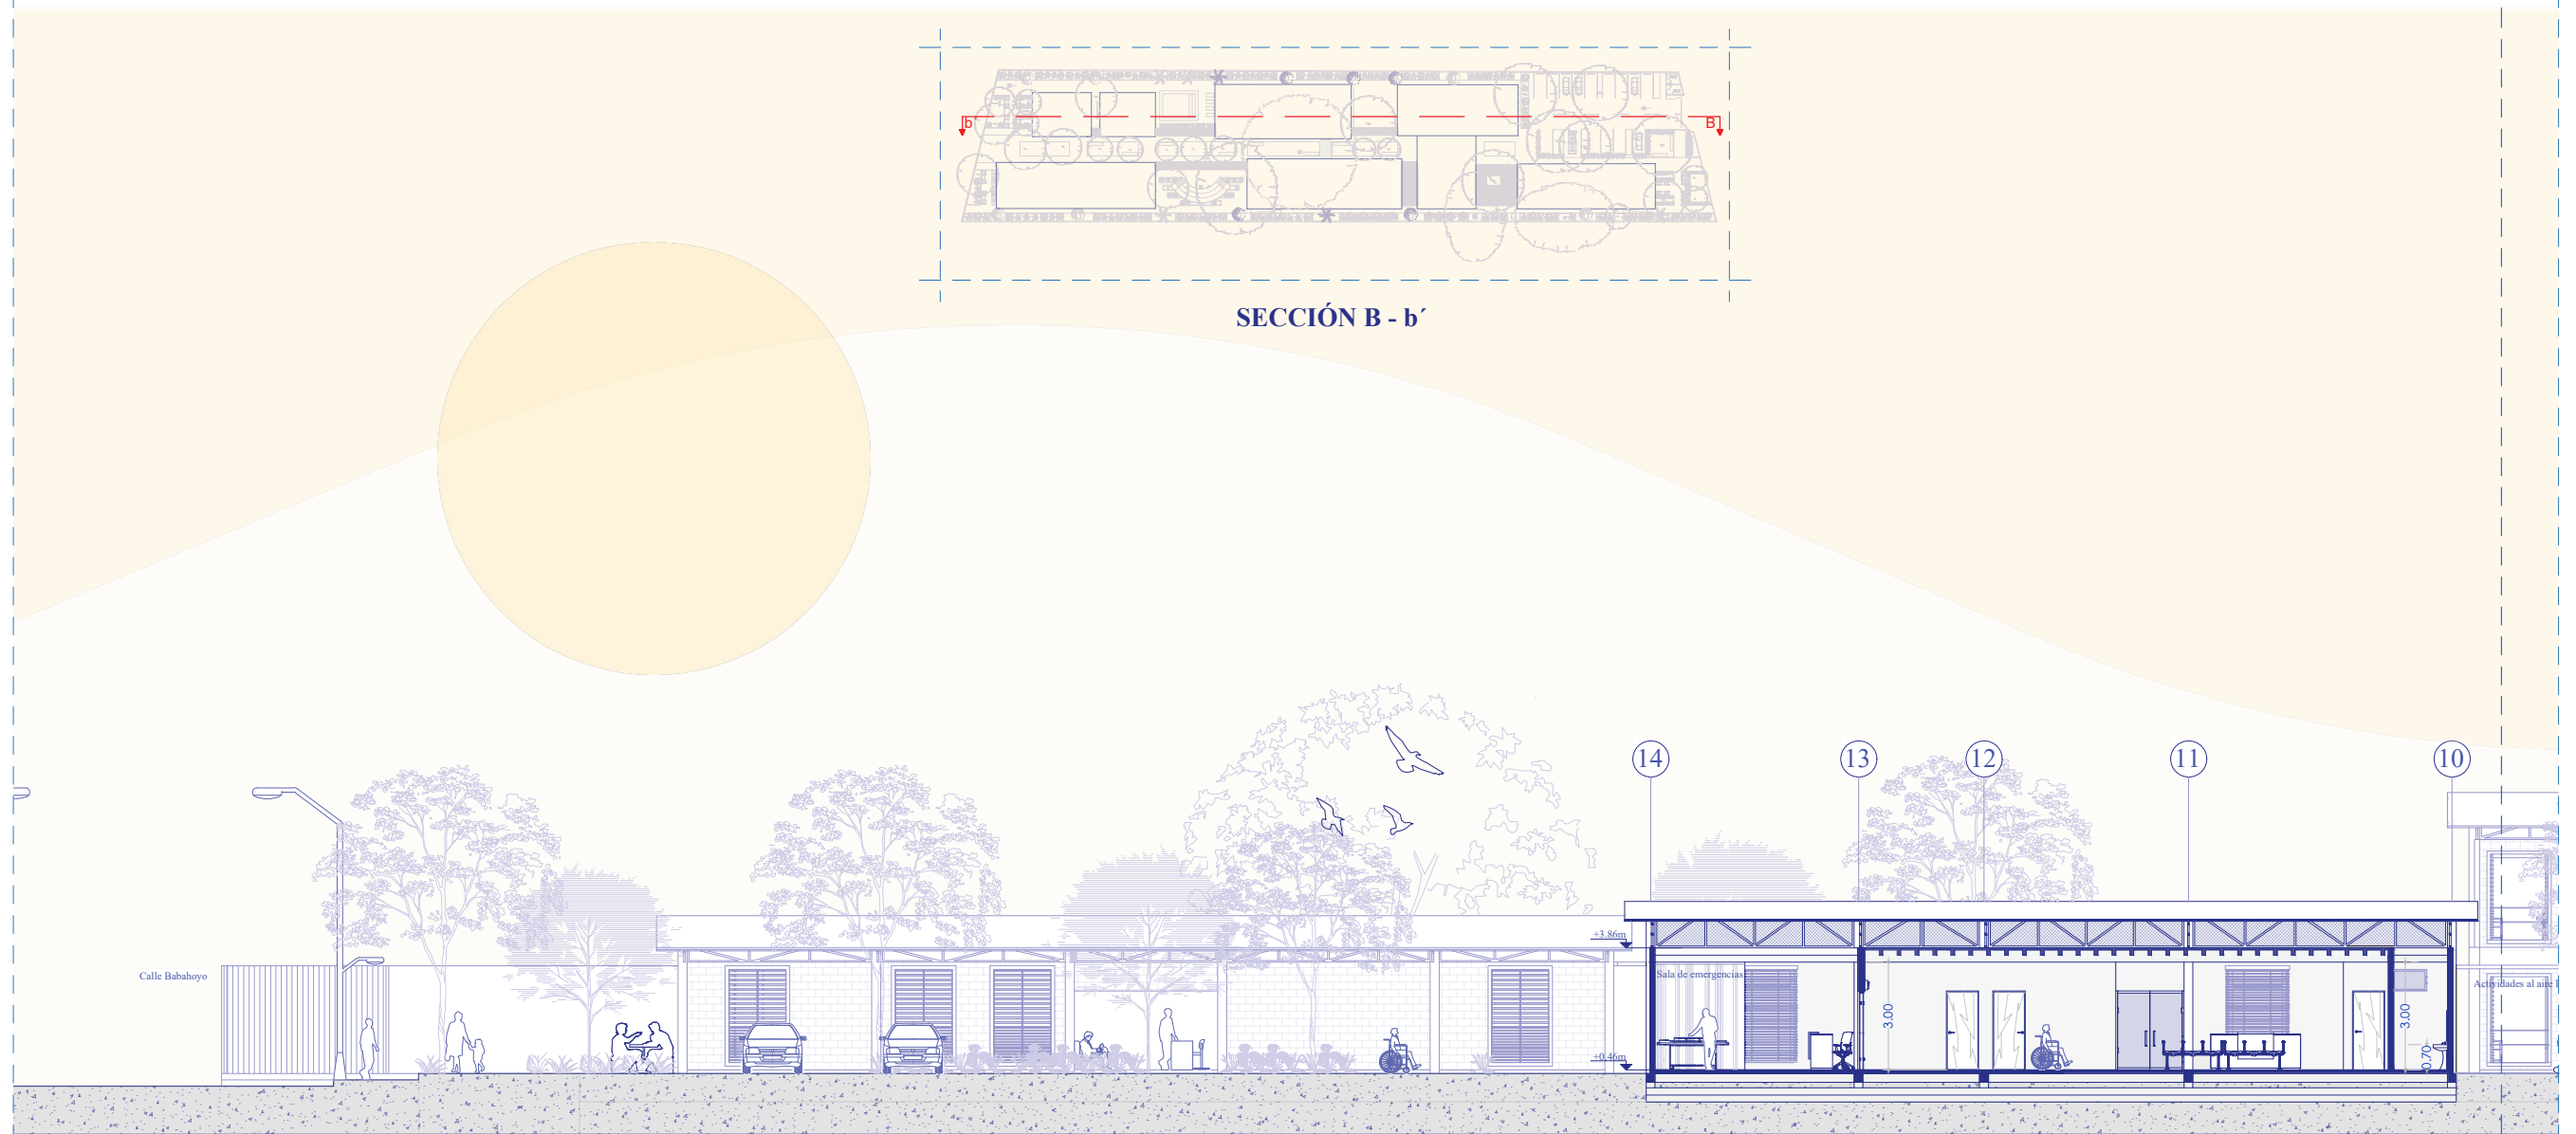 b´
B
SECCIÓN B - b´
14
13
12
11
10
+3.86m
Calle Babahoyo
Sala de emergencias
Actividades al aire l
3.00
3.00
+0.46m
0.70